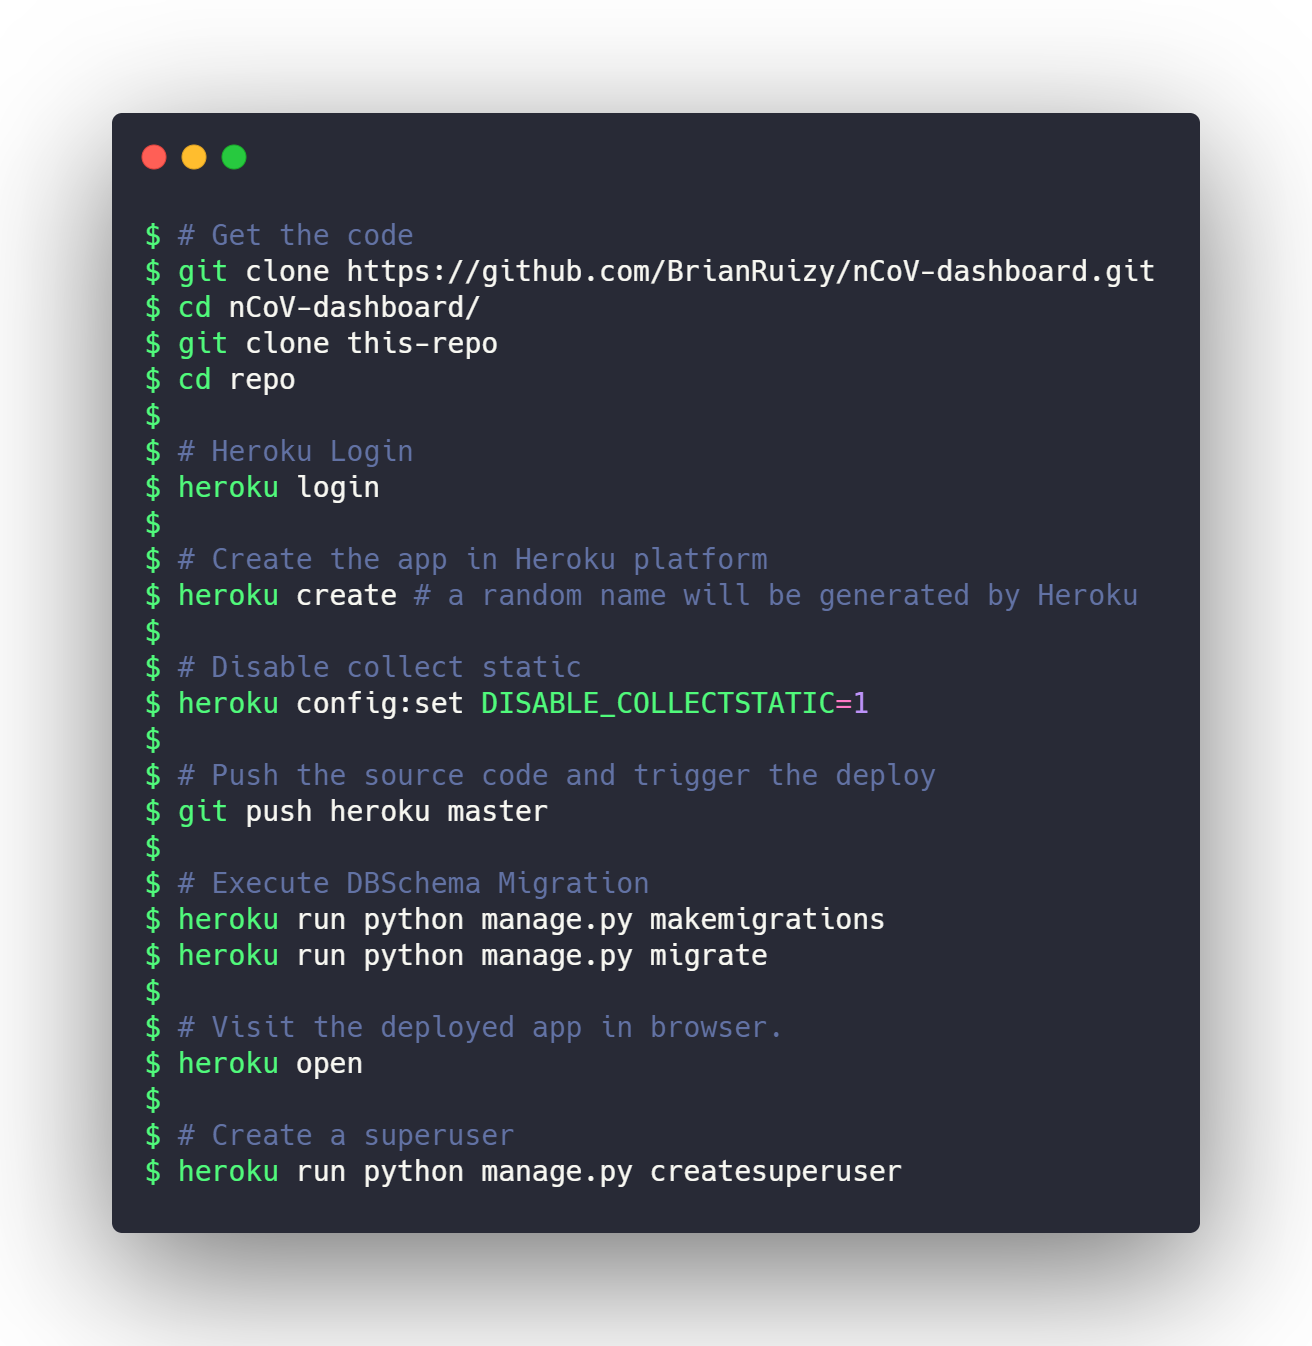 $ # Get the code
$ git clone https://github.com/BrianRuizy/nCoV-dashboard.git
$ cd nCoV-dashboard/
$ git clone this-repo
$ cd repo
$
$ # Heroku Login
$ heroku login
$
$ # Create the app in Heroku platform
$ heroku create # a random name will be generated by Heroku
$
$ # Disable collect static
$ heroku config:set DISABLE_COLLECTSTATIC=1
$
$ # Push the source code and trigger the deploy
$ git push heroku master
$
$ # Execute DBSchema Migration
$ heroku run python manage.py makemigrations
$ heroku run python manage.py migrate
$
$ # Visit the deployed app in browser.
$ heroku open
$
$ # Create a superuser
$ heroku run python manage.py createsuperuser